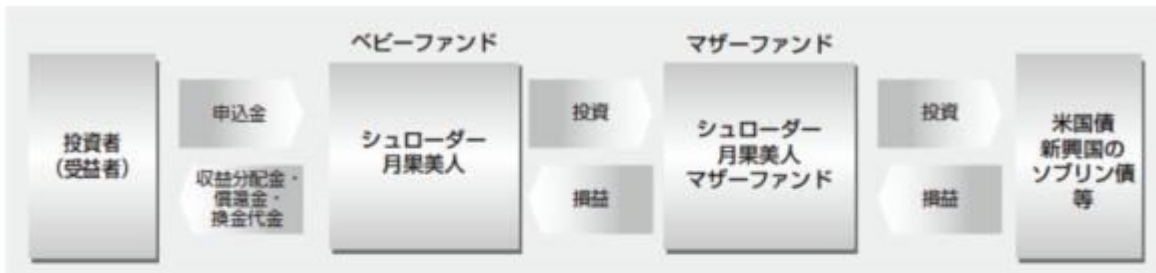 ベビーファンド
マザーファンド
投資者
(受益者)
申込金
収益分配金・
償還金・
換金代金
シュローダー
月果美人
投資
損益
シュローダー
月果美人
マザーファンド
投資
損益
米国債
新興国の
ソブリン債
等